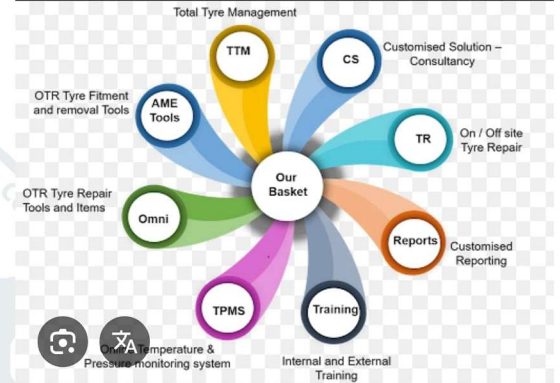 Total Tyre Management
TTM
CS
Customised Solution –
Consultancy
OTR Tyre Fitment
and removal Tools
AME
Tools
TR
On / Off site
Tyre Repair
Our
Basket
OTR Tyre Repair
Tools and Items
Omni
Reports
Customised
Reporting
TPMS
Training
Temperature &
Pressure monitoring system
Internal and External
Training